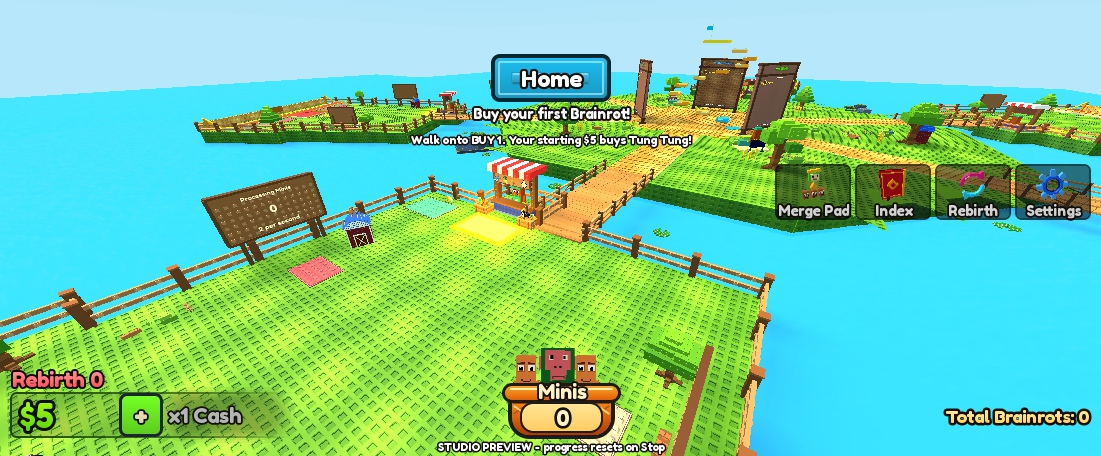 Home
Buy your first Brainrot!
Walk onto BUY 1. Your starting $5 buys Tung Tung!
Processing Minis
0
2 per second
Merge Pad
Index
Rebirth
Settings
Rebirth 0
$5
+
x1 Cash
Minis
0
Total Brainrots: 0
STUDIO PREVIEW - progress resets on Stop